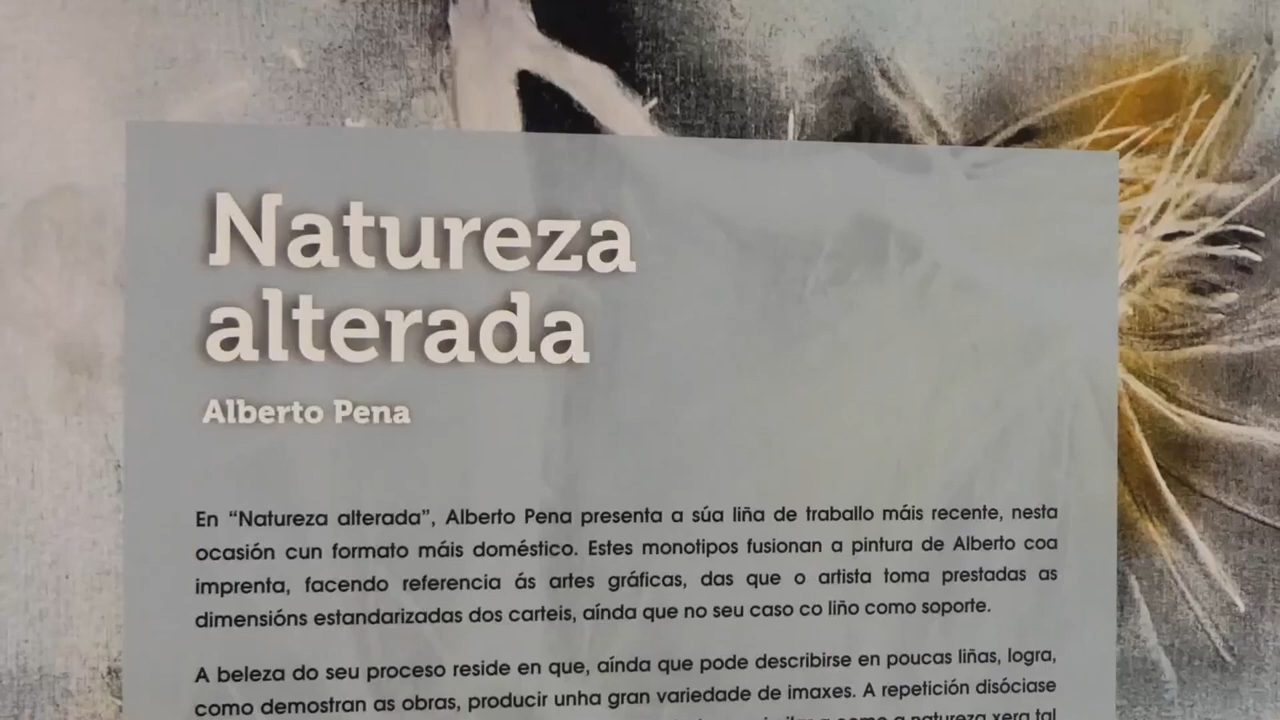 Natureza
alterada
Alberto Pena
En “Natureza alterada”, Alberto Pena presenta a súa liña de traballo máis recente, nesta
ocasión cun formato máis doméstico. Estes monotipos fusionan a pintura de Alberto coa
imprenta, facendo referencia ás artes gráficas, das que o artista toma prestadas as
dimensións estandarizadas dos carteis, aínda que no seu caso co liño como soporte.
A beleza do seu proceso reside en que, aínda que pode describirse en poucas liñas, logra,
como demostran as obras, producir unha gran variedade de imaxes. A repetición disóciase
como a natureza xera tal